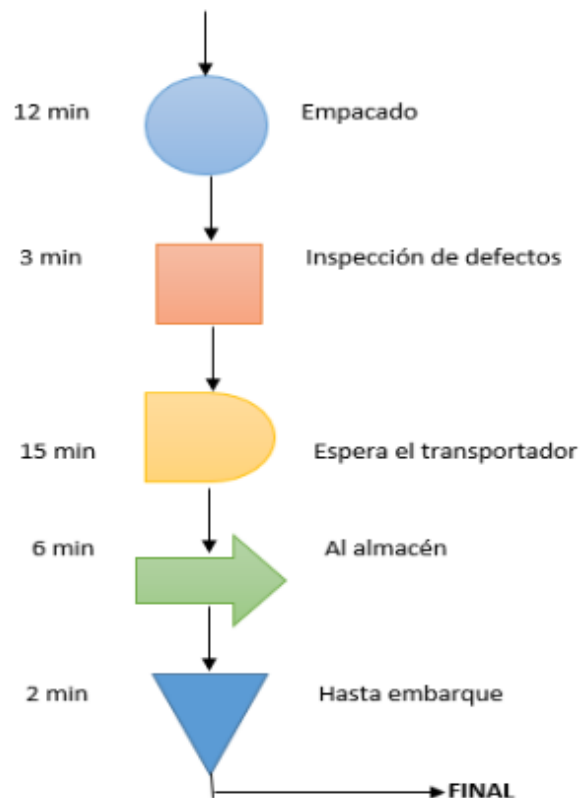 12 min Empacado
3 min Inspección de defectos
15 min Espera el transportador
6 min Al almacén
2 min Hasta embarque
FINAL